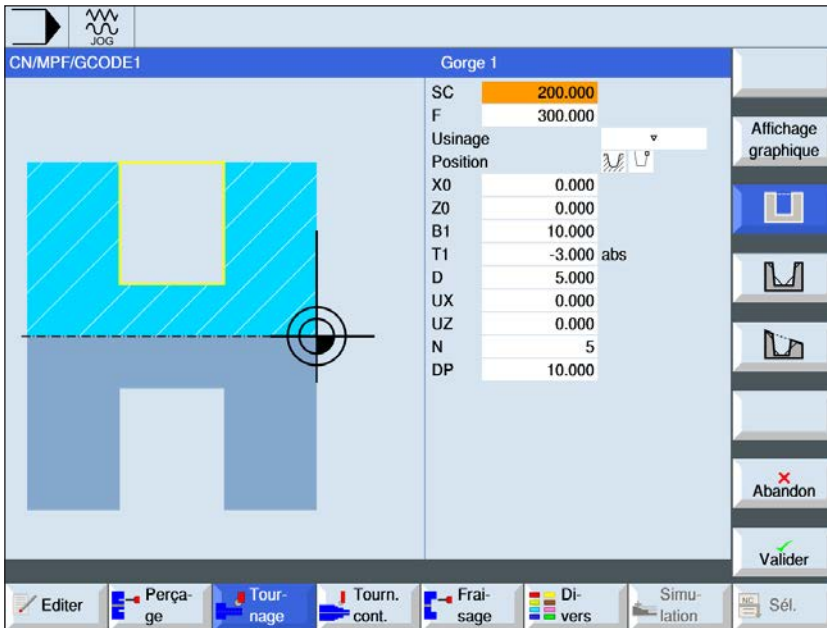 JOG
CN/MPF/GCODE1
Gorge 1
SC 200.000
F 300.000
Usinage ▿
Position
X0 0.000
Z0 0.000
B1 10.000
T1 -3.000 abs
D 5.000
UX 0.000
UZ 0.000
N 5
DP 10.000
Affichage
graphique
Abandon
Valider
Editer
Perça-
ge
Tour-
nage
Tourn.
cont.
Frai-
sage
Di-
vers
Simu-
lation
NC
Sél.